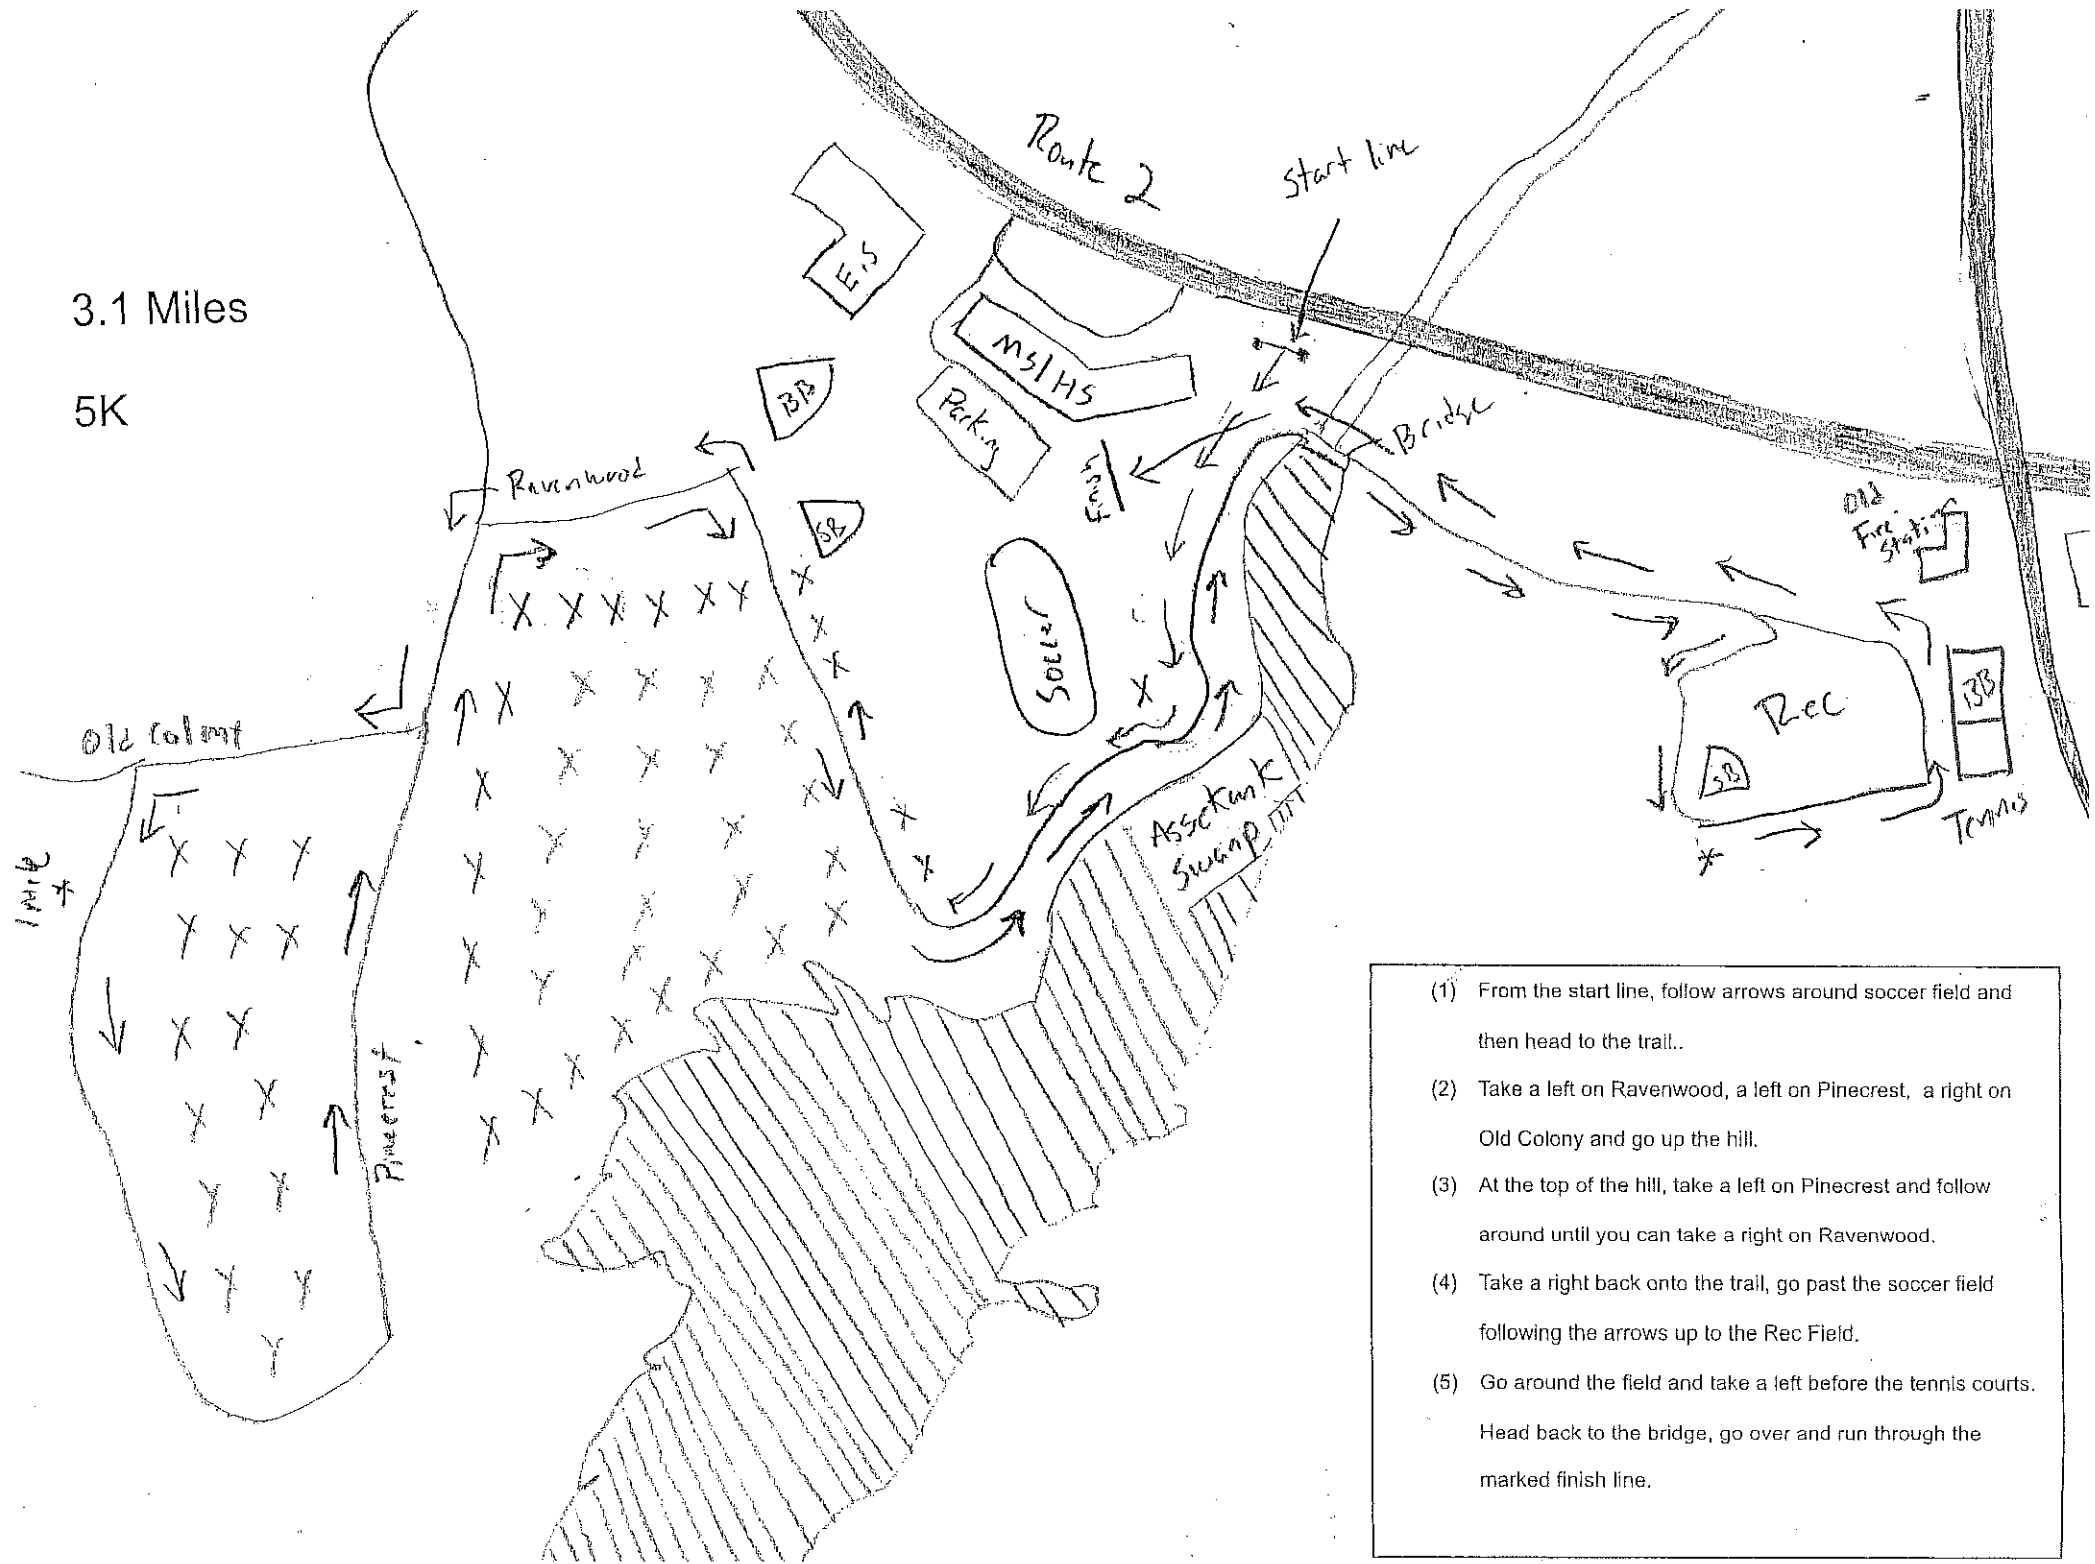 Route 2
Start line
3.1 Miles
E.S
MS/HS
5K
BB
Parking
Bridge
Ravenwood
Finish
SB
Old
Fire
Station
Soccer
Rec
BB
Old Colony
SB
Tennis
Assekonk
Swamp
1 mile
*
*
Pinecrest
(1) From the start line, follow arrows around soccer field and
then head to the trail..
(2) Take a left on Ravenwood, a left on Pinecrest, a right on
Old Colony and go up the hill.
(3) At the top of the hill, take a left on Pinecrest and follow
around until you can take a right on Ravenwood.
(4) Take a right back onto the trail, go past the soccer field
following the arrows up to the Rec Field.
(5) Go around the field and take a left before the tennis courts.
Head back to the bridge, go over and run through the
marked finish line.